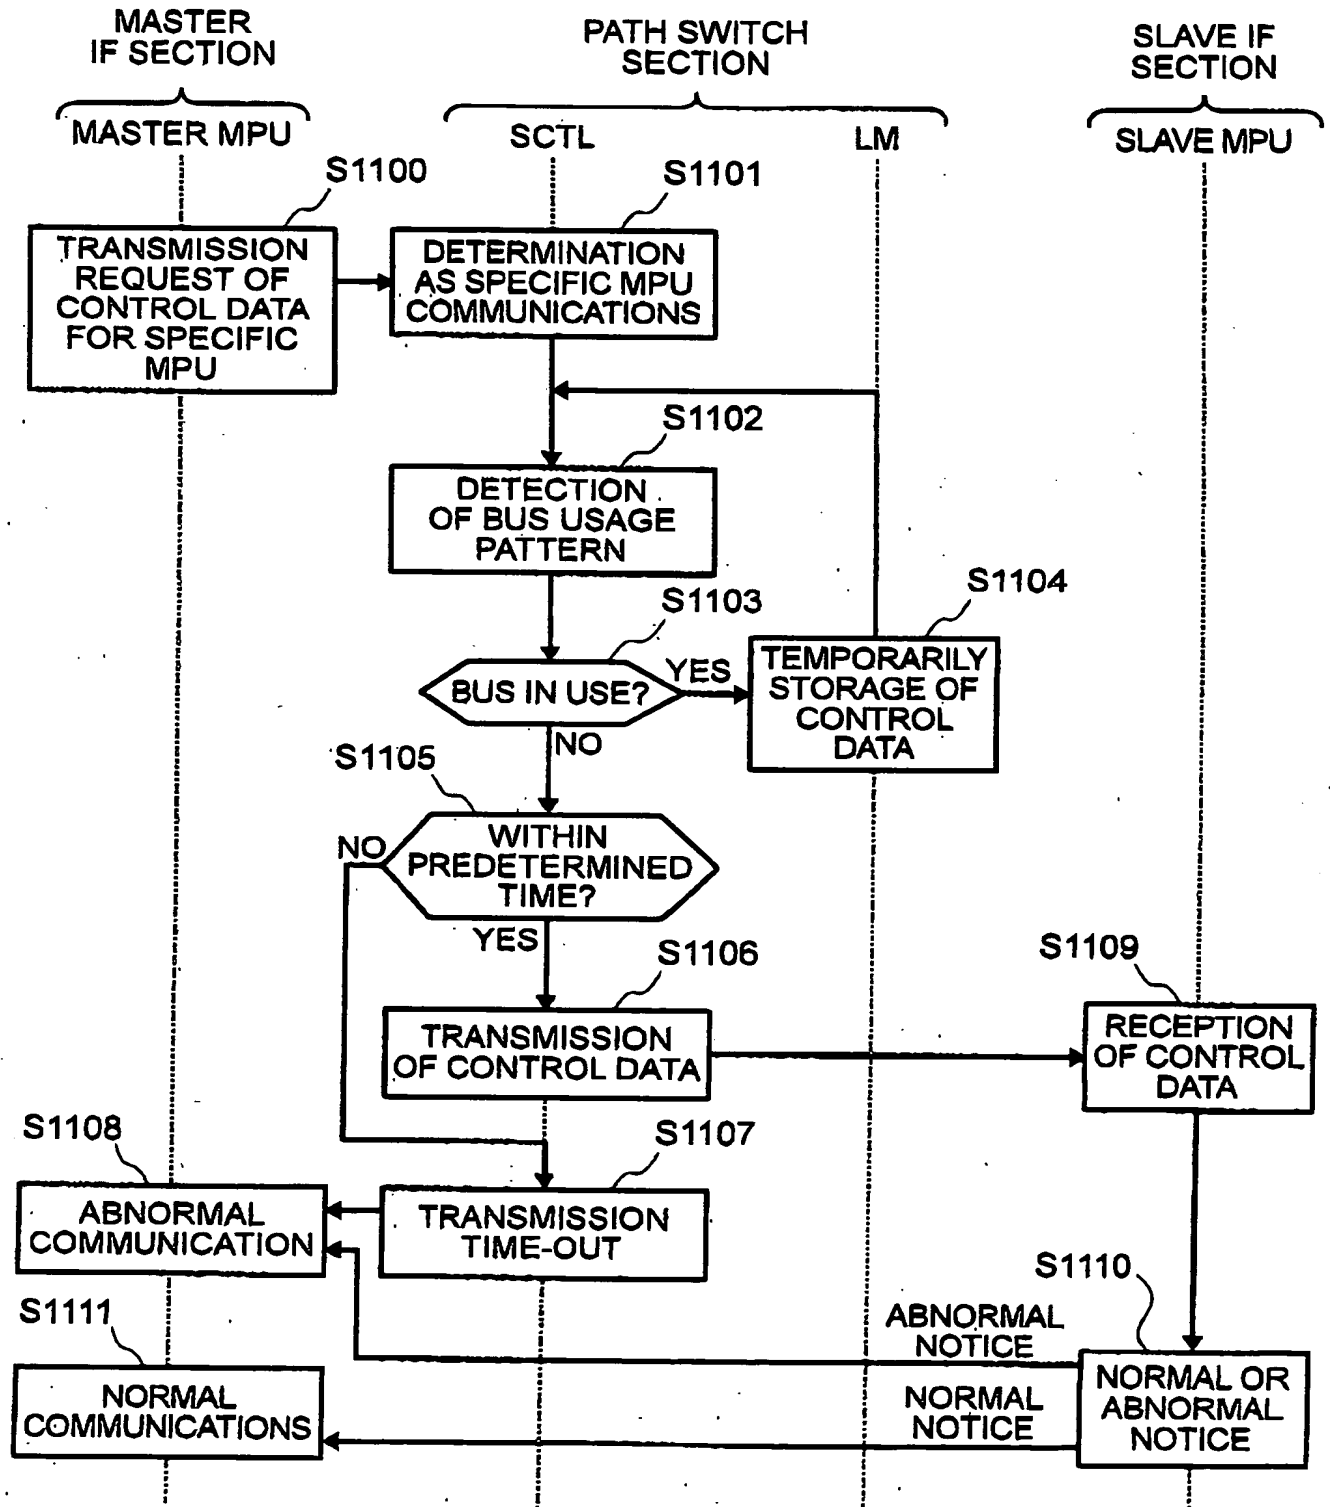 MASTER
IF SECTION
PATH SWITCH
SECTION
SLAVE IF
SECTION
MASTER MPU
SCTL
LM
SLAVE MPU
S1100
TRANSMISSION
REQUEST OF
CONTROL DATA
FOR SPECIFIC
MPU
S1101
DETERMINATION
AS SPECIFIC MPU
COMMUNICATIONS
S1102
DETECTION
OF BUS USAGE
PATTERN
S1103
BUS IN USE?
YES
NO
S1104
TEMPORARILY
STORAGE OF
CONTROL
DATA
S1105
WITHIN
PREDETERMINED
TIME?
NO
YES
S1106
TRANSMISSION
OF CONTROL DATA
S1109
RECEPTION
OF CONTROL
DATA
S1107
TRANSMISSION
TIME-OUT
S1108
ABNORMAL
COMMUNICATION
S1110
NORMAL OR
ABNORMAL
NOTICE
ABNORMAL
NOTICE
NORMAL
NOTICE
S1111
NORMAL
COMMUNICATIONS